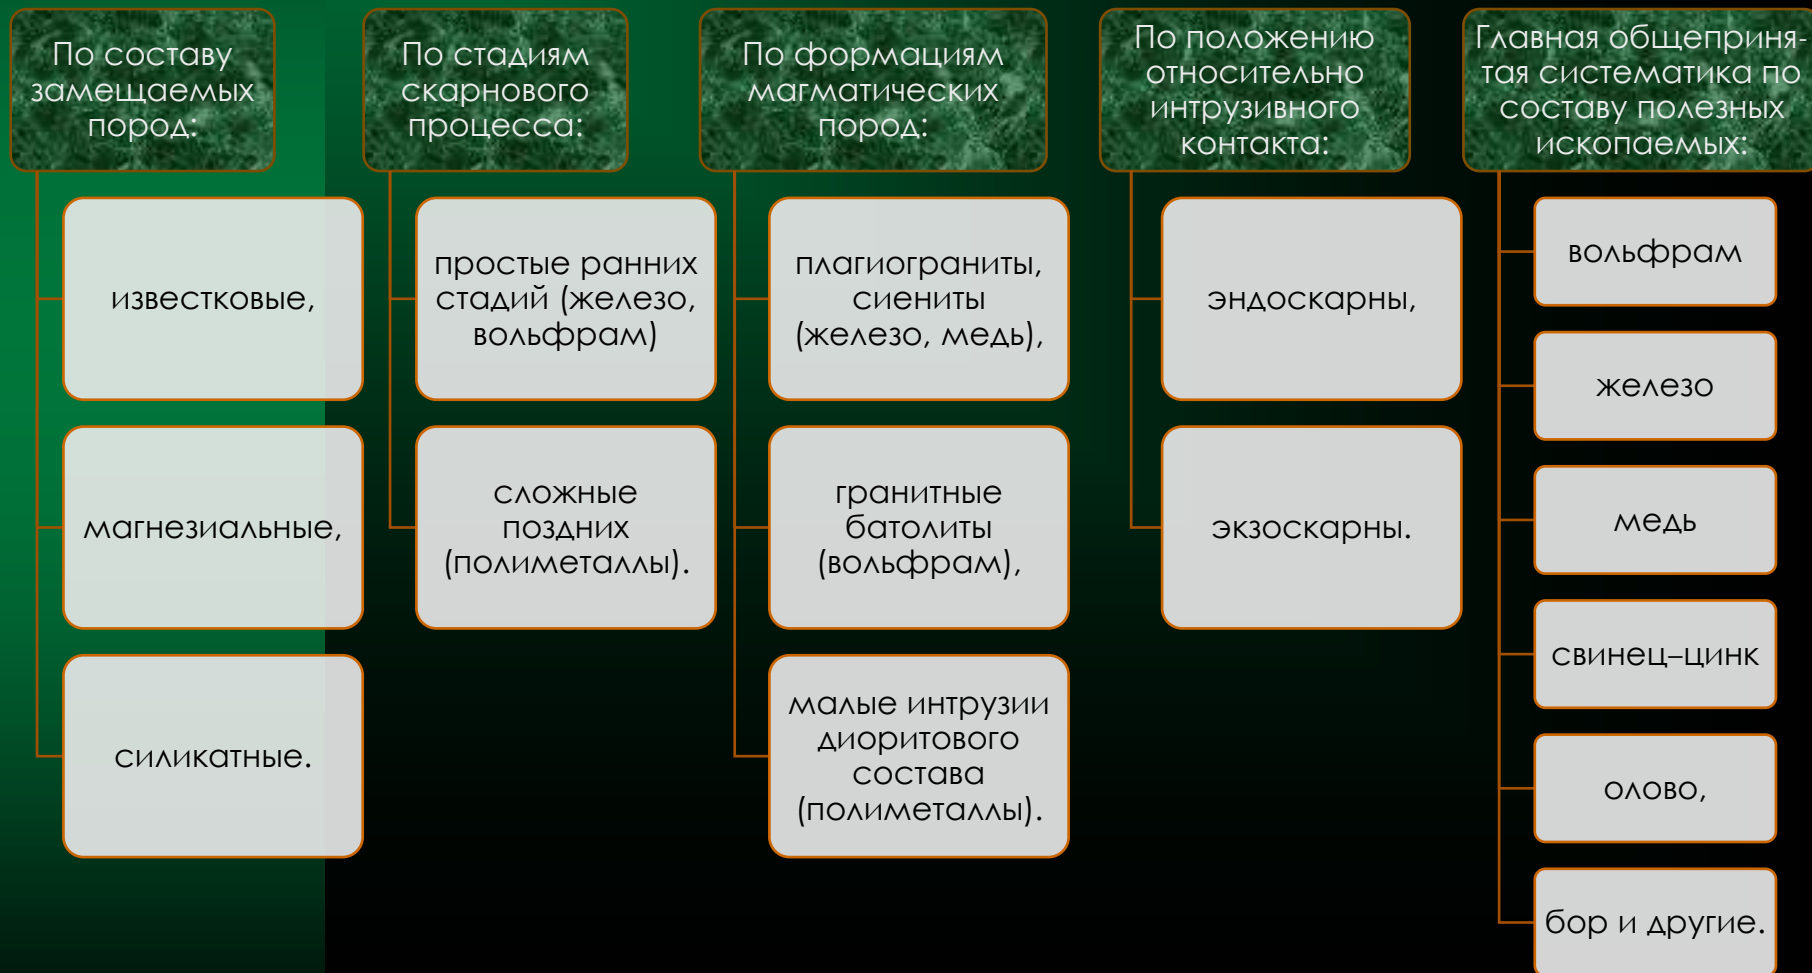 По составу
замещаемых
пород:
известковые,
магнезиальные,
силикатные.
По стадиям
скарнового
процесса:
простые ранних
стадий (железо,
вольфрам)
сложные
поздних
(полиметаллы).
По формациям
магматических
пород:
плагиограниты,
сиениты
(железо, медь),
гранитные
батолиты
(вольфрам),
малые интрузии
диоритового
состава
(полиметаллы).
По положению
относительно
интрузивного
контакта:
эндоскарны,
экзоскарны.
Главная общеприня-
тая систематика по
составу полезных
ископаемых:
вольфрам
железо
медь
свинец–цинк
олово,
бор и другие.